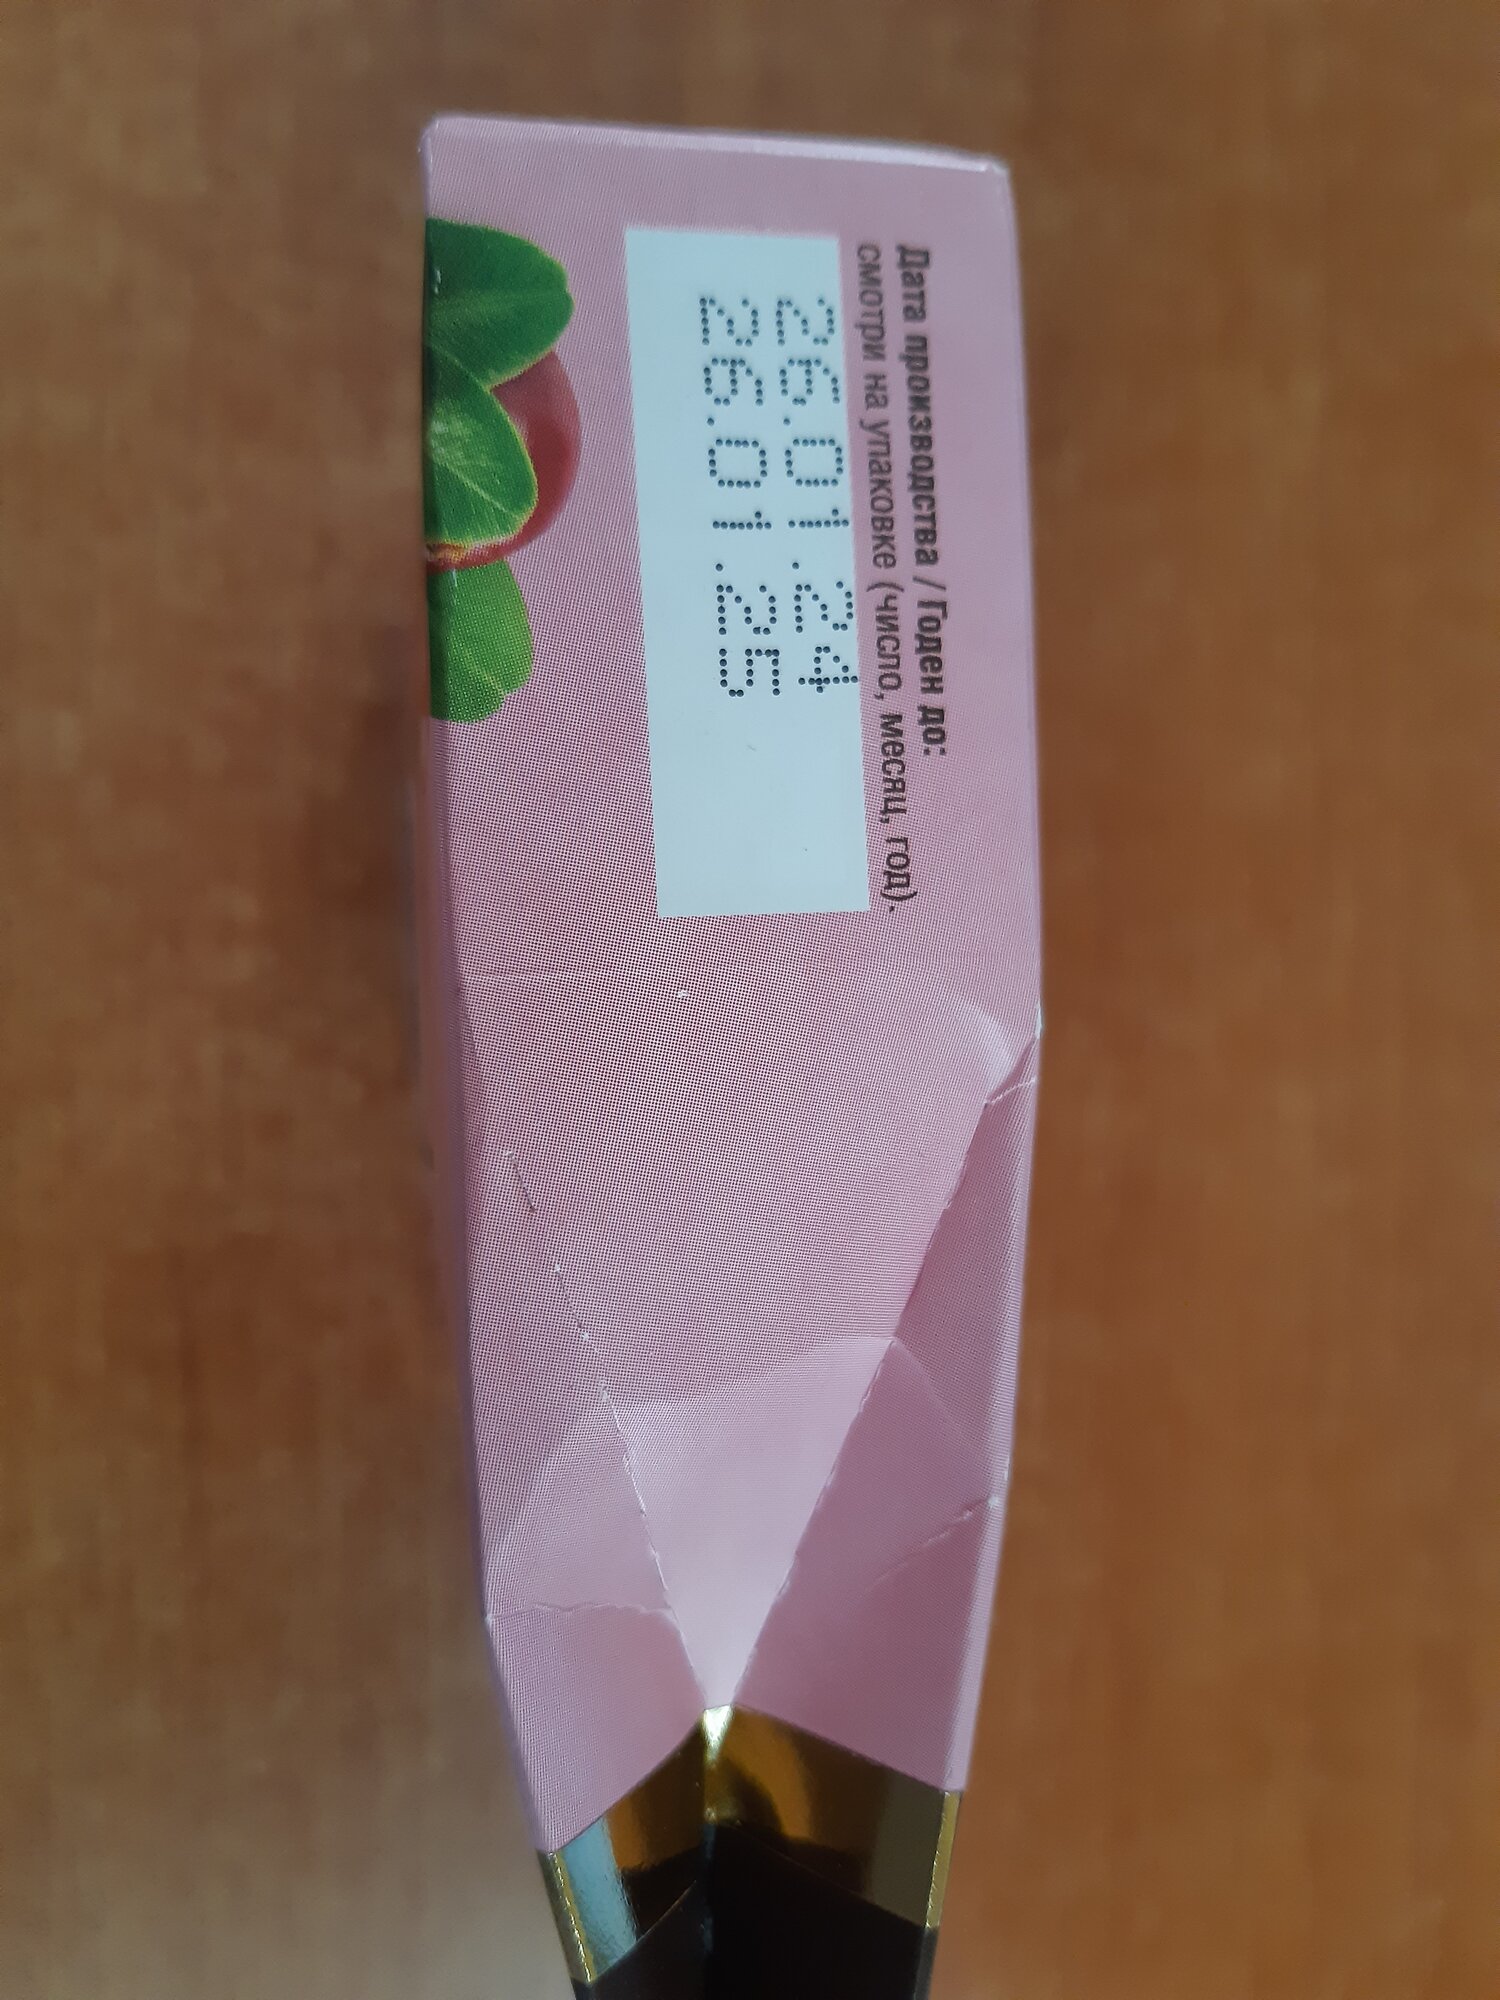 Дата производства / Годен до:
смотри на упаковке (число, месяц, год).
26.01.24
26.01.25